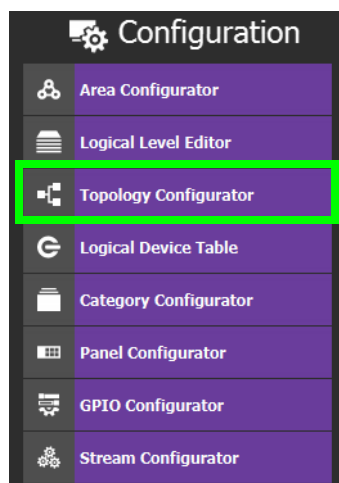 Configuration
Area Configurator
Logical Level Editor
Topology Configurator
Logical Device Table
Category Configurator
Panel Configurator
GPIO Configurator
Stream Configurator